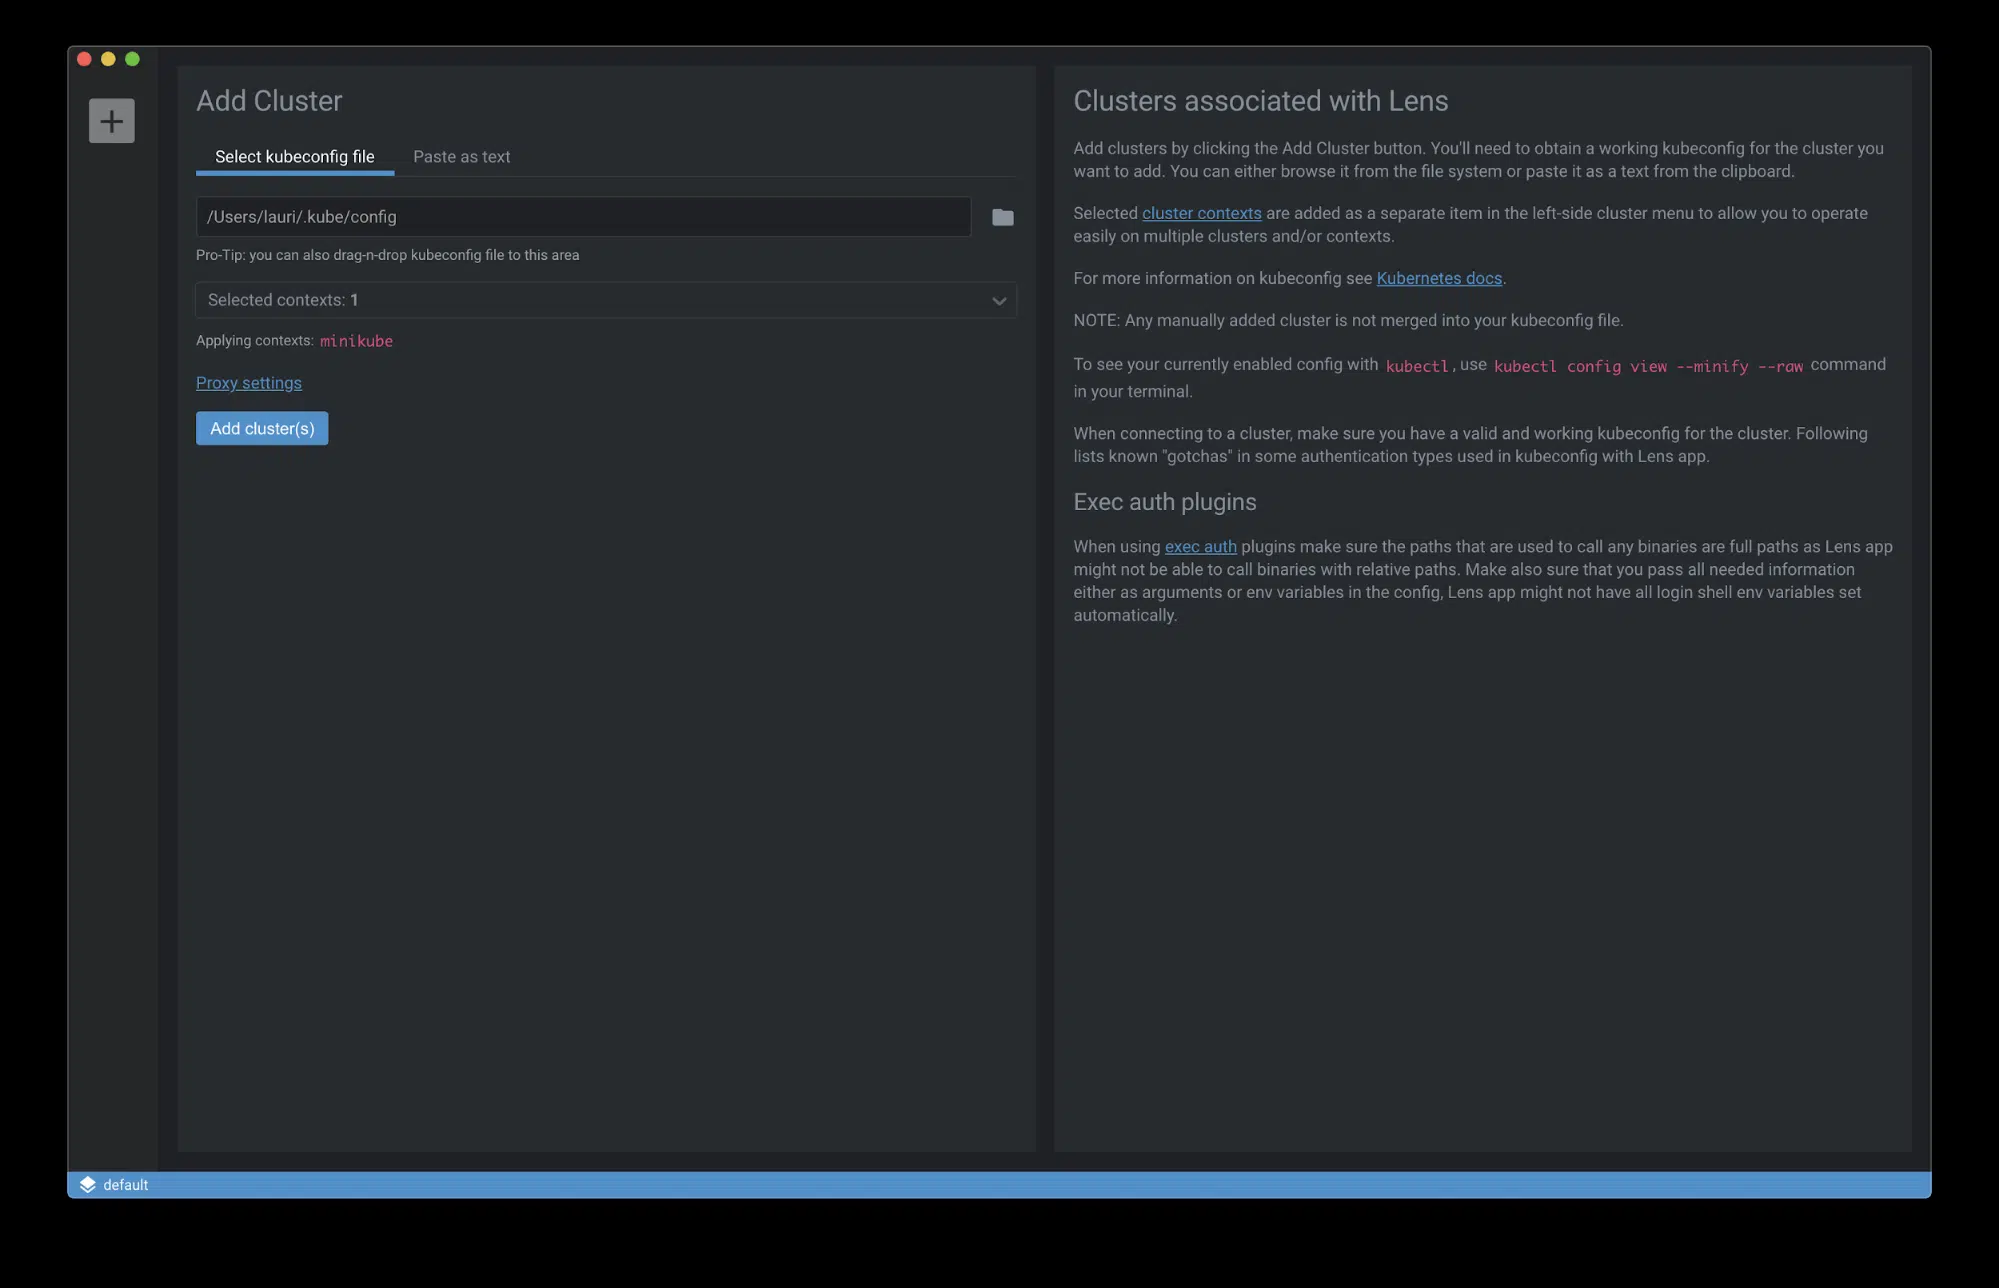 Add Cluster
Select kubeconfig file
Paste as text
/Users/lauri/.kube/config
Pro-Tip: you can also drag-n-drop kubeconfig file to this area
Selected contexts: 1
Applying contexts: minikube
Proxy settings
Add cluster(s)
Clusters associated with Lens
Add clusters by clicking the Add Cluster button. You'll need to obtain a working kubeconfig for the cluster you
want to add. You can either browse it from the file system or paste it as a text from the clipboard.
Selected cluster contexts are added as a separate item in the left-side cluster menu to allow you to operate
easily on multiple clusters and/or contexts.
For more information on kubeconfig see Kubernetes docs.
NOTE: Any manually added cluster is not merged into your kubeconfig file.
To see your currently enabled config with kubectl, use kubectl config view --minify --raw command
in your terminal.
When connecting to a cluster, make sure you have a valid and working kubeconfig for the cluster. Following
lists known "gotchas" in some authentication types used in kubeconfig with Lens app.
Exec auth plugins
When using exec auth plugins make sure the paths that are used to call any binaries are full paths as Lens app
might not be able to call binaries with relative paths. Make also sure that you pass all needed information
either as arguments or env variables in the config, Lens app might not have all login shell env variables set
automatically.
default